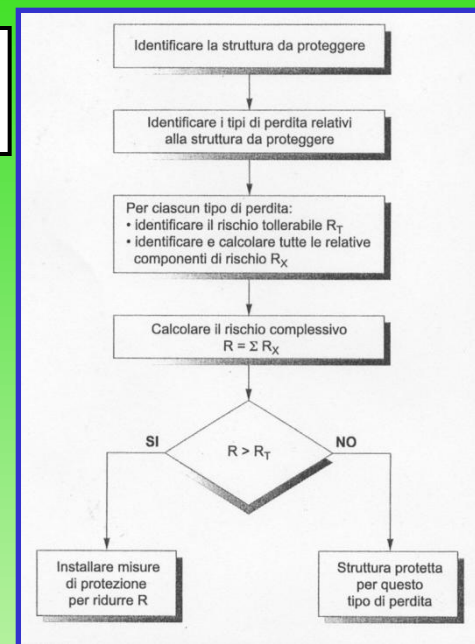 Identificare la struttura da proteggere
Identificare i tipi di perdita relativi
alla struttura da proteggere
Per ciascun tipo di perdita:
• identificare il rischio tollerabile R_T
• identificare e calcolare tutte le relative
componenti di rischio R_X
Calcolare il rischio complessivo
R = Σ R_X
SI
R > R_T
NO
Installare misure
di protezione
per ridurre R
Struttura protetta
per questo
tipo di perdita